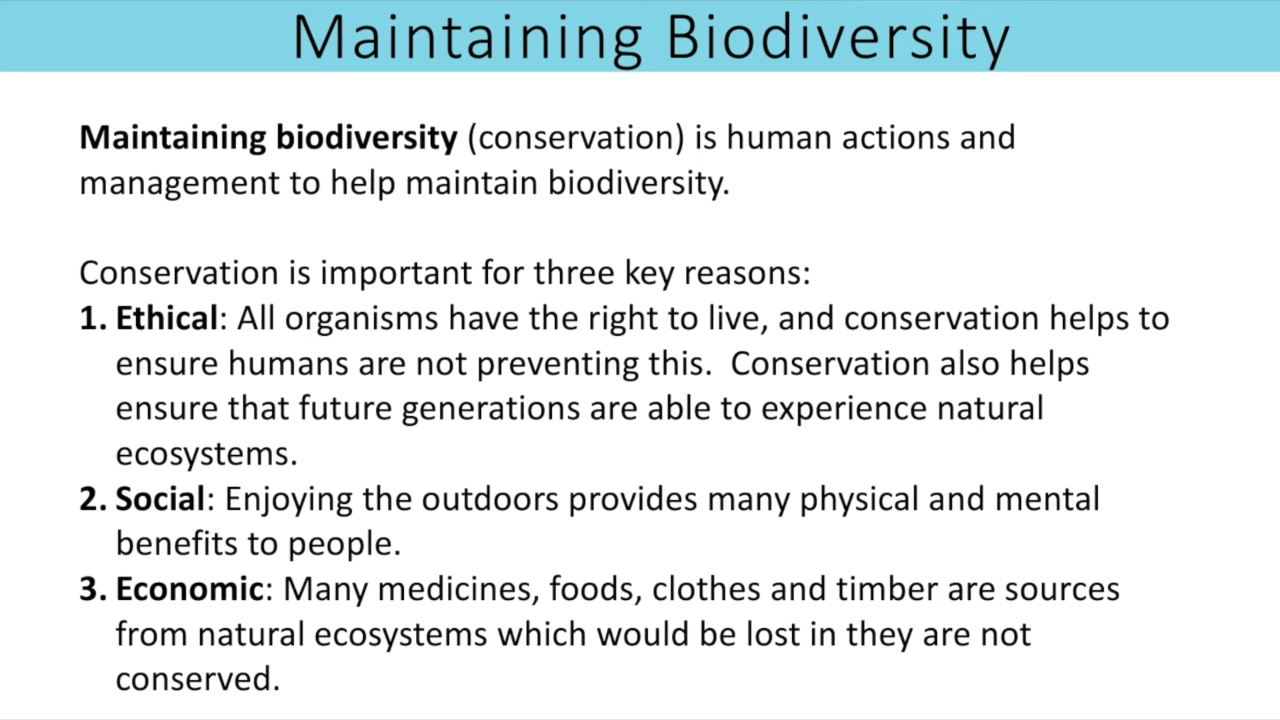 Maintaining Biodiversity
Maintaining biodiversity (conservation) is human actions and
management to help maintain biodiversity.
Conservation is important for three key reasons:
1. Ethical: All organisms have the right to live, and conservation helps to
ensure humans are not preventing this.  Conservation also helps
ensure that future generations are able to experience natural
ecosystems.
2. Social: Enjoying the outdoors provides many physical and mental
benefits to people.
3. Economic: Many medicines, foods, clothes and timber are sources
from natural ecosystems which would be lost in they are not
conserved.